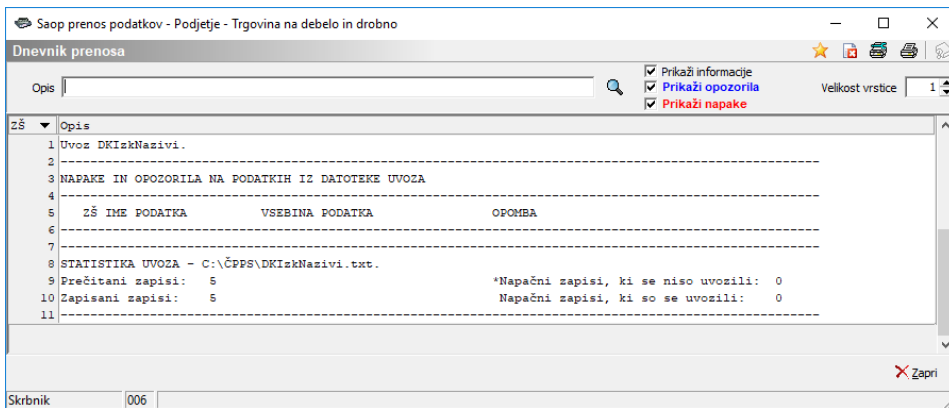 Saop prenos podatkov - Podjetje - Trgovina na debelo in drobno
Dnevnik prenosa
Opis
Prikaži informacije
Prikaži opozorila
Prikaži napake
Velikost vrstice 1
ZŠ Opis
1 Uvoz DKIzkNazivi.
2 ------------------------------------------------------------------------------------------------------
3 NAPAKE IN OPOZORILA NA PODATKIH IZ DATOTEKE UVOZA
4 ------------------------------------------------------------------------------------------------------
5 ZŠ IME PODATKA VSEBINA PODATKA OPOMBA
6 ------------------------------------------------------------------------------------------------------
7 ------------------------------------------------------------------------------------------------------
8 STATISTIKA UVOZA - C:\ČPPS\DKIzkNazivi.txt.
9 Prečitani zapisi: 5 *Napačni zapisi, ki se niso uvozili: 0
10 Zapisani zapisi: 5 Napačni zapisi, ki so se uvozili: 0
11 ------------------------------------------------------------------------------------------------------
Zapri
Skrbnik 006